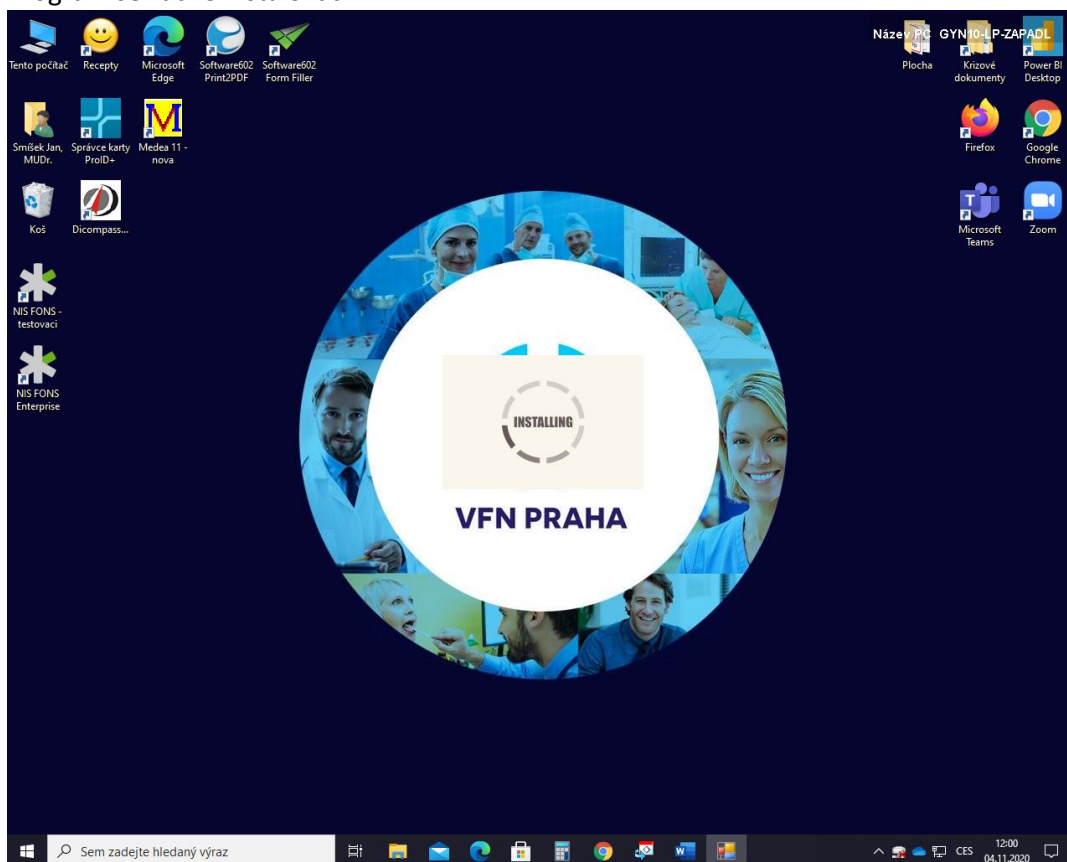 Tento počítač
Recepty
Microsoft
Edge
Software602
Print2PDF
Software602
Form Filler
Název PC GYN10-LP-ZAPADL
Plocha
Krizové
dokumenty
Power BI
Desktop
Smíšek Jan,
MUDr.
Správce karty
ProID+
Medea 11 -
nova
Firefox
Google
Chrome
Koš
Dicompass...
Microsoft
Teams
Zoom
NIS FONS -
testovaci
NIS FONS
Enterprise
INSTALLING
VFN PRAHA
Sem zadejte hledaný výraz
CES
12:00
04.11.2020